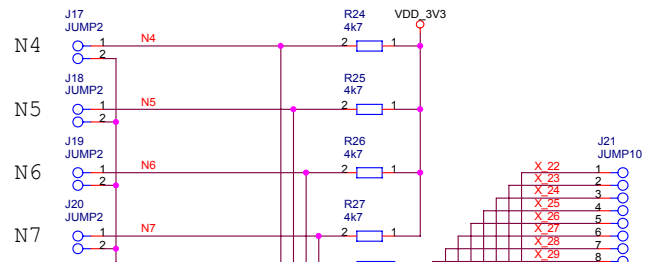 J17
JUMP2
R24
4k7
VDD_3V3
N4
1
N4
2
1
2
J18
JUMP2
R25
4k7
N5
1
N5
2
1
2
J19
JUMP2
R26
4k7
J21
JUMP10
N6
1
N6
2
1
2
X_22
1
X_23
2
X_24
3
J20
JUMP2
R27
4k7
X_25
4
X_26
5
N7
1
N7
2
1
X_27
6
2
X_28
7
X_29
8